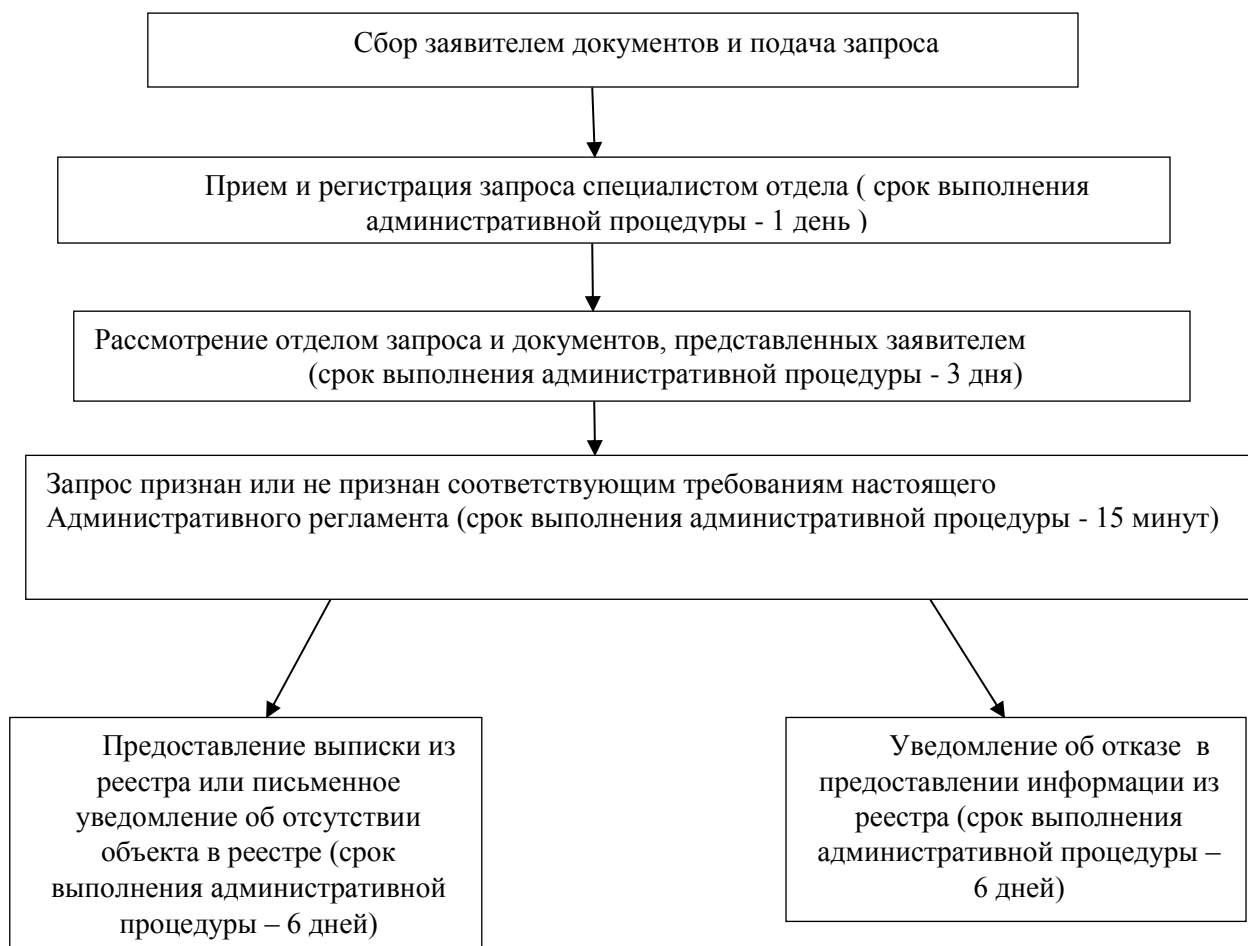 Сбор заявителем документов и подача запроса
Прием и регистрация запроса специалистом отдела ( срок выполнения
административной процедуры - 1 день )
Рассмотрение отделом запроса и документов, представленных заявителем
(срок выполнения административной процедуры - 3 дня)
Запрос признан или не признан соответствующим требованиям настоящего
Административного регламента (срок выполнения административной процедуры - 15 минут)
Предоставление выписки из
реестра или письменное
уведомление об отсутствии
объекта в реестре (срок
выполнения административной
процедуры – 6 дней)
Уведомление об отказе  в
предоставлении информации из
реестра (срок выполнения
административной процедуры –
6 дней)